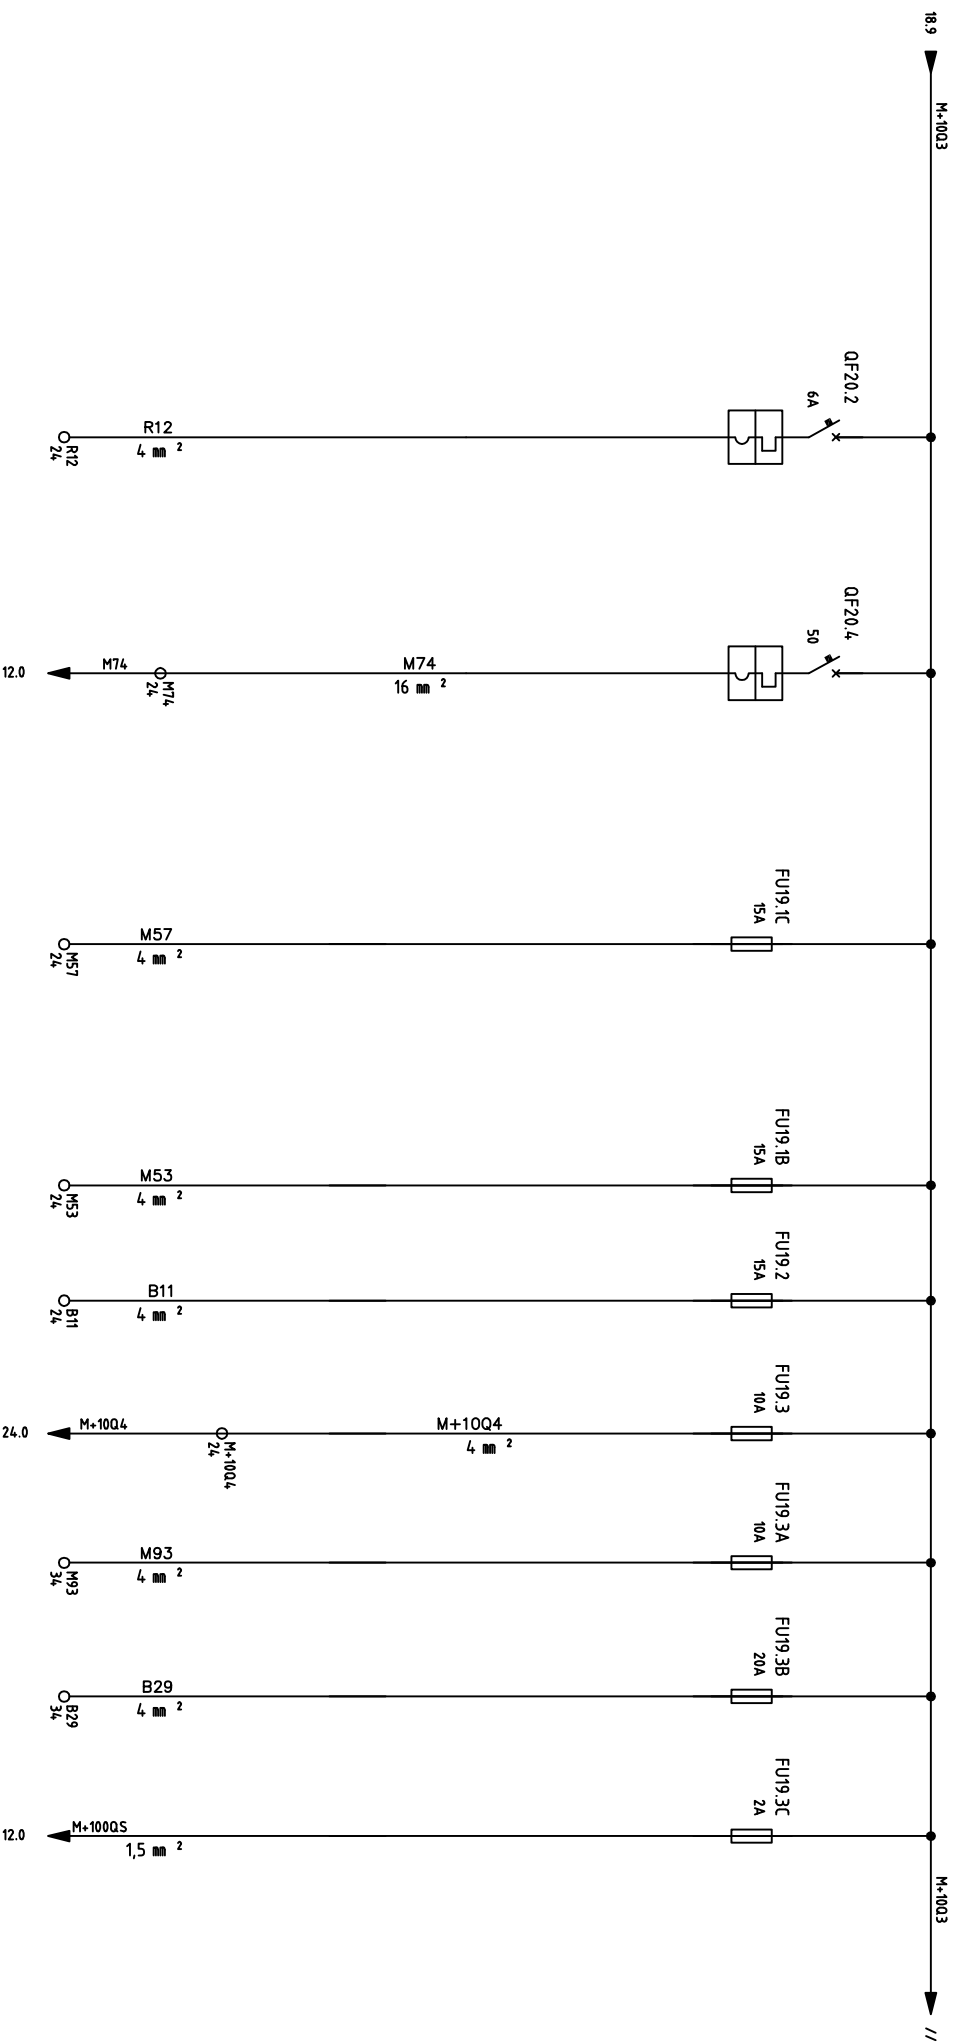 18.9
M+10Q3
QF20.2
6A
R12
4 mm 2
R12
24
QF20.4
50
M74
16 mm 2
M74
M74
24
12.0
FU19.1C
15A
M57
4 mm 2
M57
24
FU19.1B
15A
M53
4 mm 2
M53
24
FU19.2
15A
B11
4 mm 2
B11
24
FU19.3
10A
M+10Q4
4 mm 2
M+10Q4
M+10Q4
24
24.0
FU19.3A
10A
M93
4 mm 2
M93
34
FU19.3B
20A
B29
4 mm 2
B29
34
FU19.3C
2A
M+100QS
1,5 mm 2
12.0
M+10Q3
//